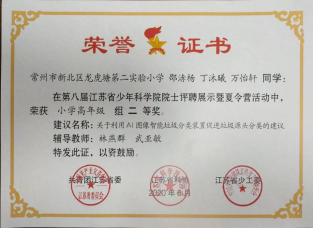 荣誉证书
常州市新北区龙虎塘第二实验小学 邵涛杨 丁泳曦 万怡轩 同学：
在第八届江苏省少年科学院院士评聘展示暨夏令营活动中，
荣获 小学高年级 组 二 等奖。
建议名称：关于利用AI图像智能垃圾分类装置促进垃圾源头分类的建议
辅导教师：林燕群 武亚敏
特发此证，以资鼓励。
共青团江苏省委 江苏省科协 江苏省少工委
2020年8月